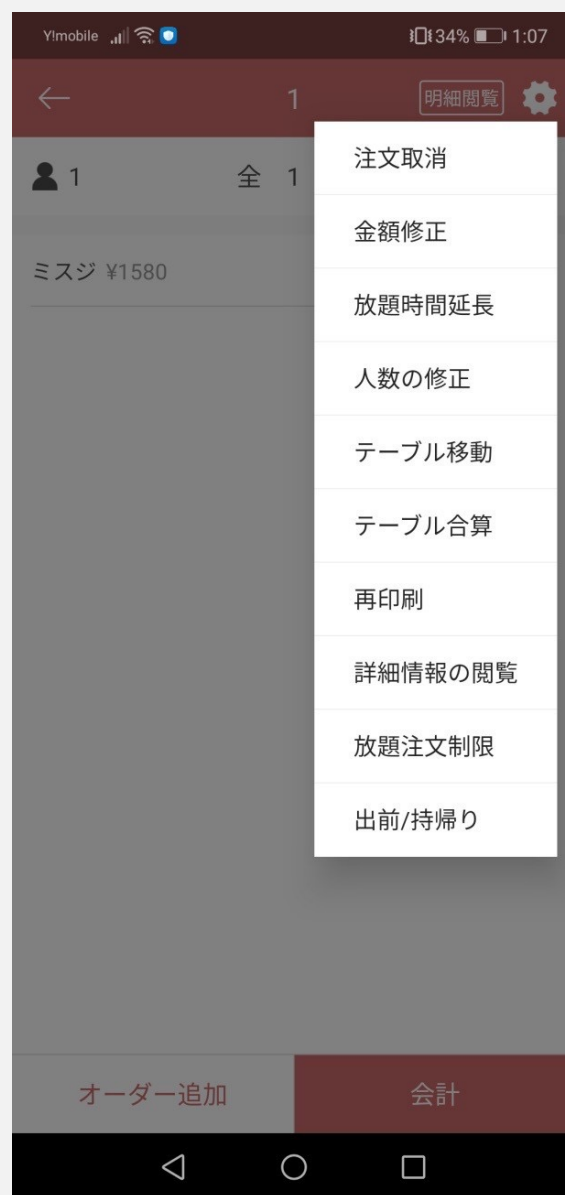 Y!mobile 34% 1:07
1 明細閲覧
1 全 1
ミスジ ¥1580
注文取消
金額修正
放題時間延長
人数の修正
テーブル移動
テーブル合算
再印刷
詳細情報の閲覧
放題注文制限
出前/持帰り
オーダー追加 会計